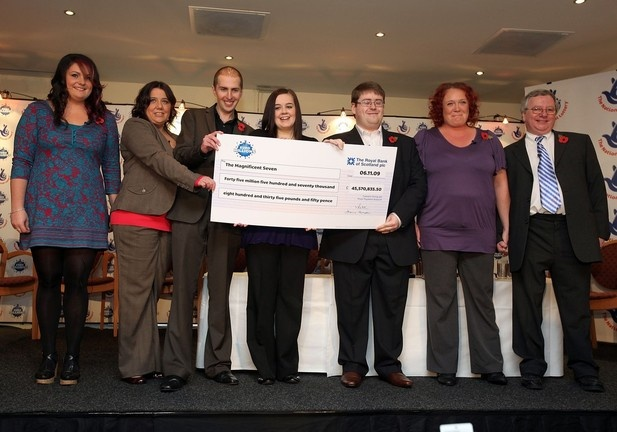 The Magnificent Seven
The Royal Bank
of Scotland plc
06.11.09
Forty five million five hundred and seventy thousand
£ 45,570,835.50
eight hundred and thirty five pounds and fifty pence